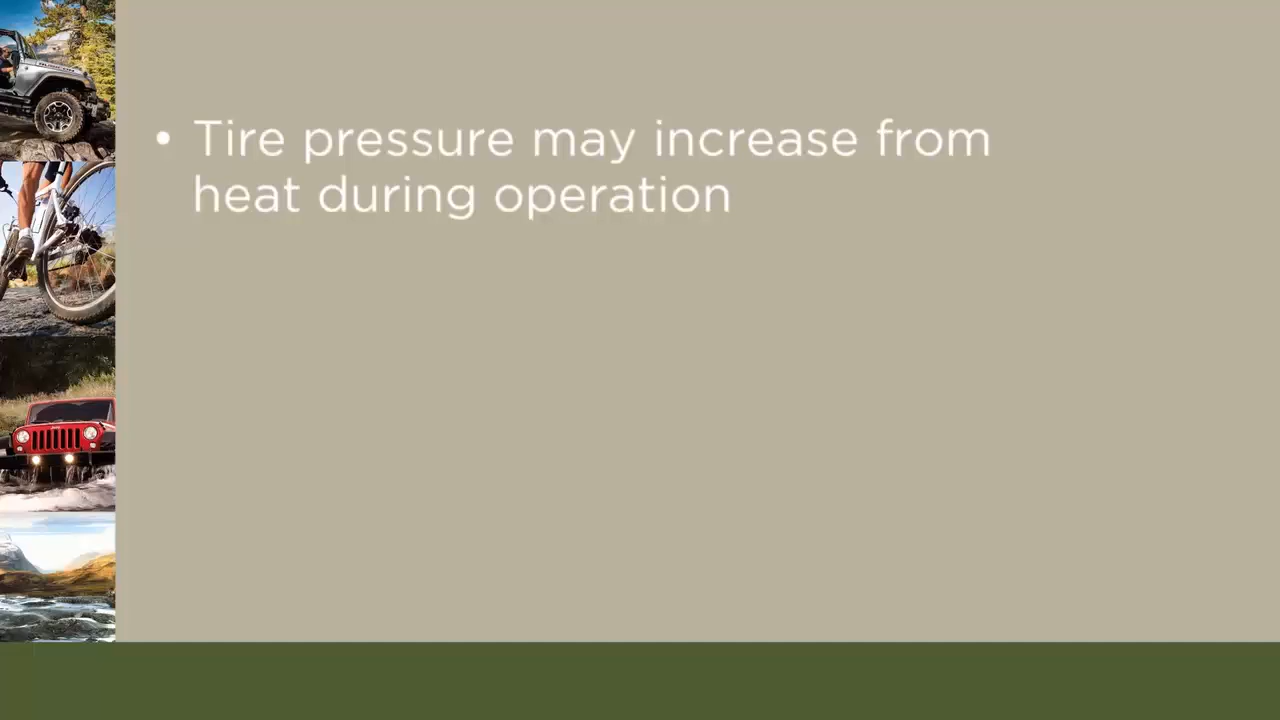 • Tire pressure may increase from
heat during operation